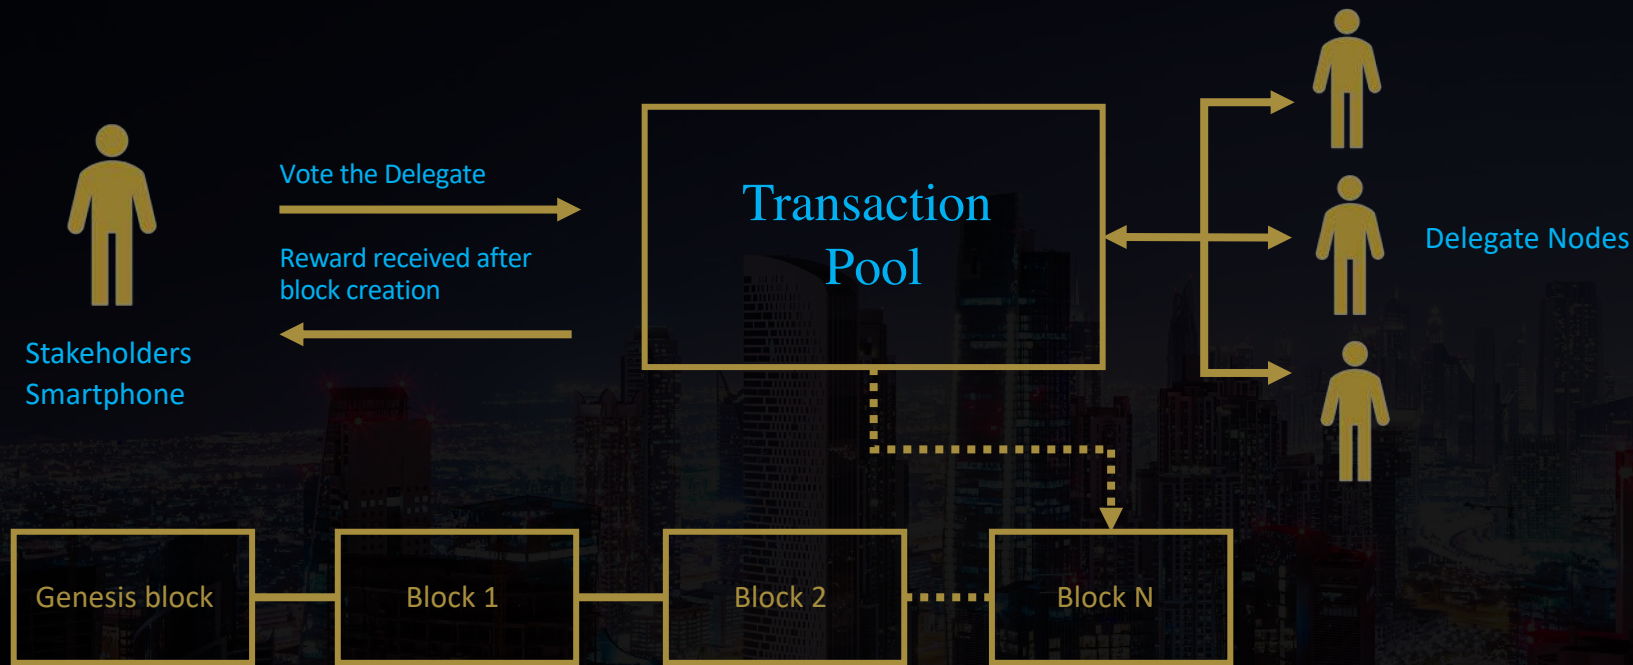 Vote the Delegate
Reward received after
block creation
Stakeholders
Smartphone
Transaction
Pool
Delegate Nodes
Genesis block
Block 1
Block 2
Block N